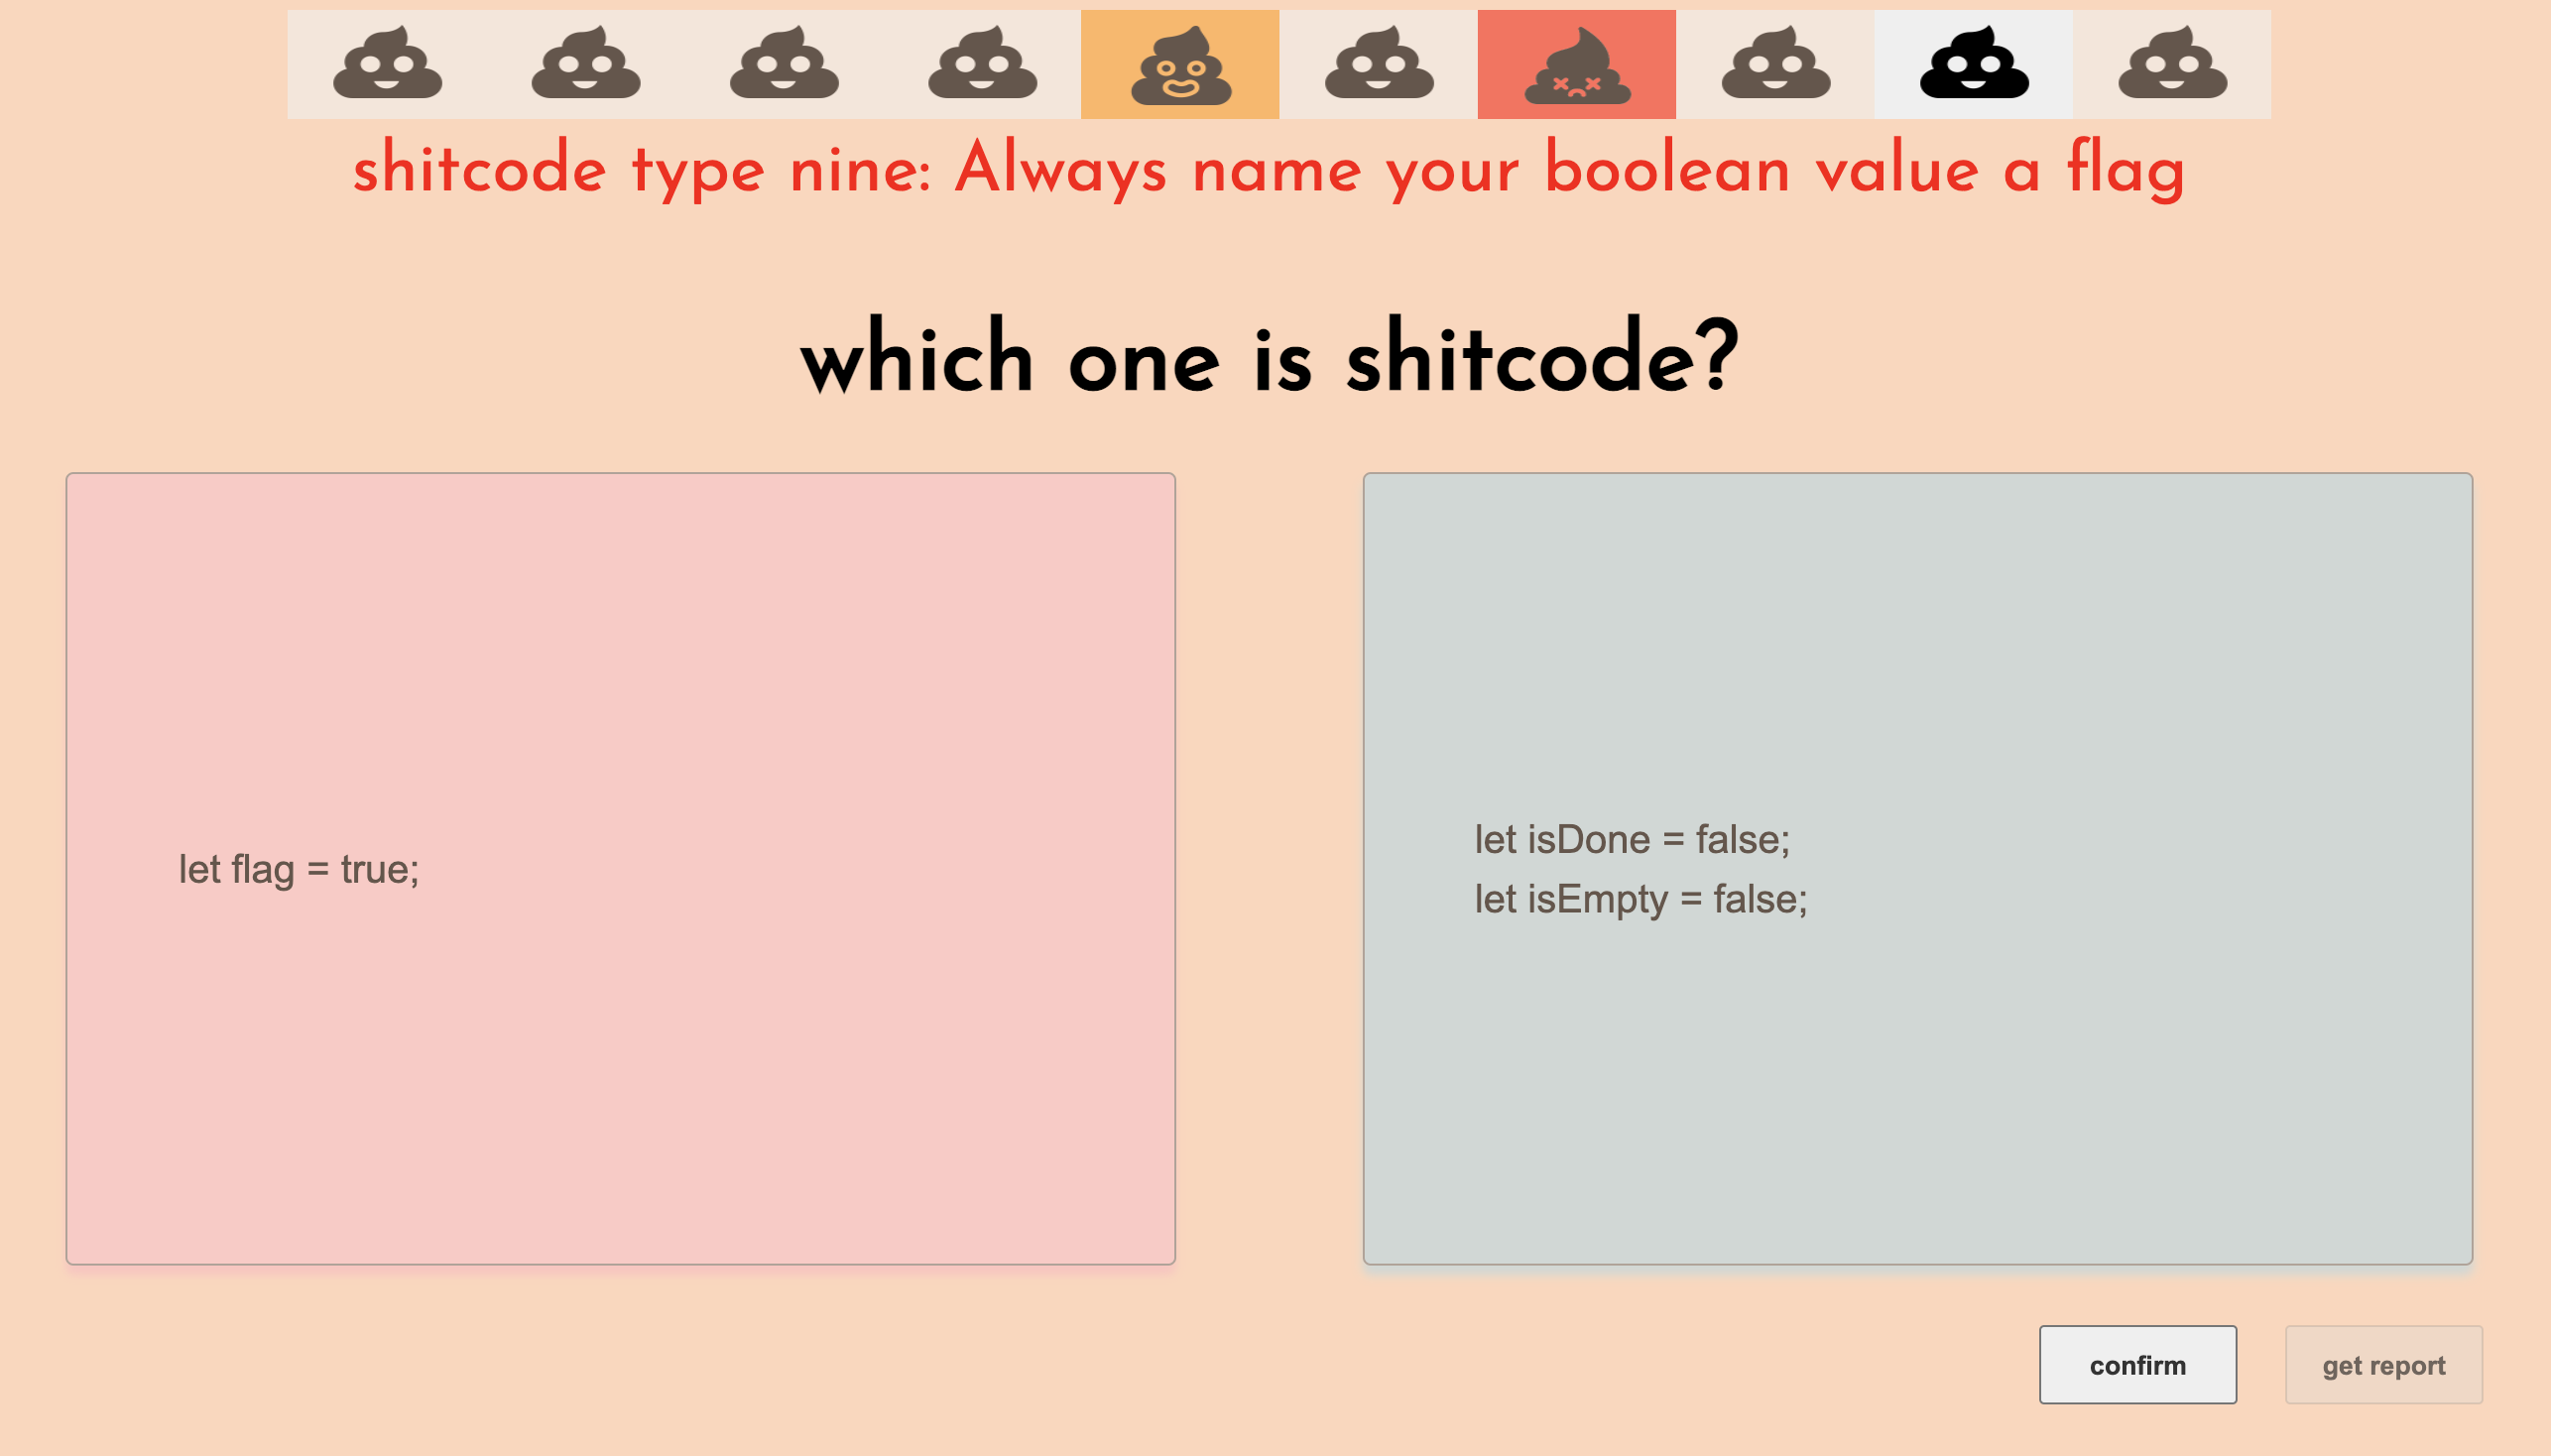 shitcode type nine: Always name your boolean value a flag
which one is shitcode?
let flag = true;
let isDone = false;
let isEmpty = false;
confirm
get report